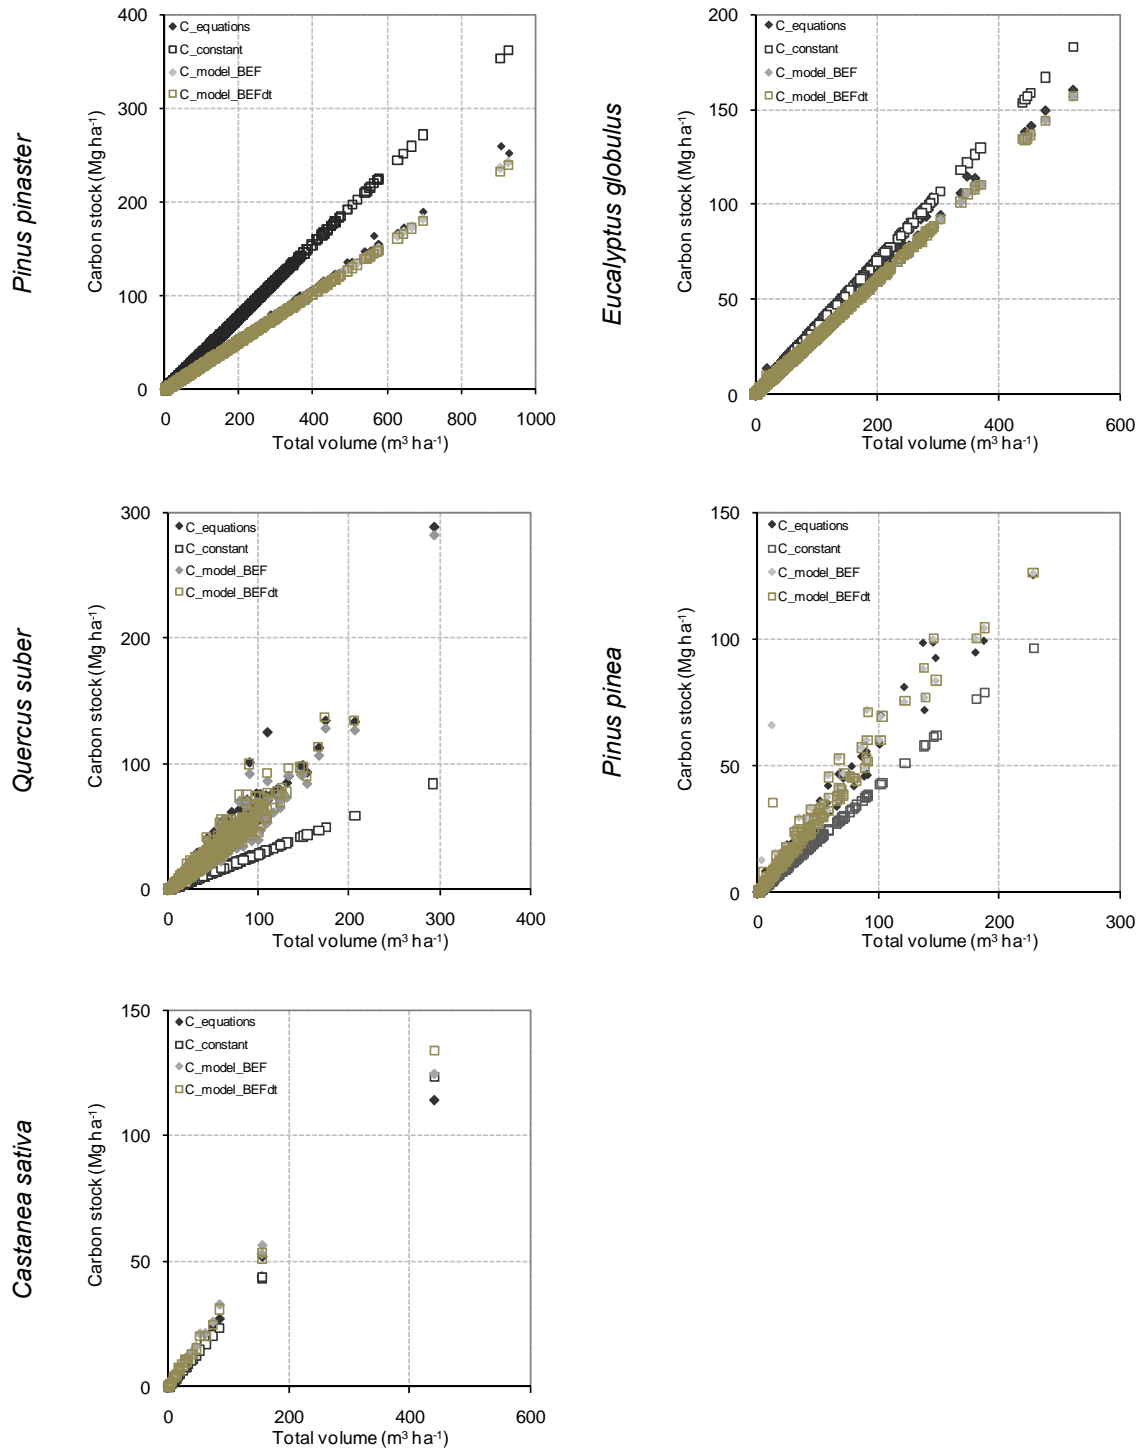 Pinus pinaster
Carbon stock (Mg ha-1)
400
300
200
100
0
C_equations
C_constant
C_model_BEF
C_model_BEFdt
0 200 400 600 800 1000
Total volume (m³ ha-1)
Eucalyptus globulus
Carbon stock (Mg ha-1)
200
150
100
50
0
C_equations
C_constant
C_model_BEF
C_model_BEFdt
0 200 400 600
Total volume (m³ ha-1)
Quercus suber
Carbon stock (Mg ha-1)
300
200
100
0
C_equations
C_constant
C_model_BEF
C_model_BEFdt
0 100 200 300 400
Total volume (m³ ha-1)
Pinus pinea
Carbon stock (Mg ha-1)
150
100
50
0
C_equations
C_constant
C_model_BEF
C_model_BEFdt
0 100 200 300
Total volume (m³ ha-1)
Castanea sativa
Carbon stock (Mg ha-1)
150
100
50
0
C_equations
C_constant
C_model_BEF
C_model_BEFdt
0 200 400 600
Total volume (m³ ha-1)